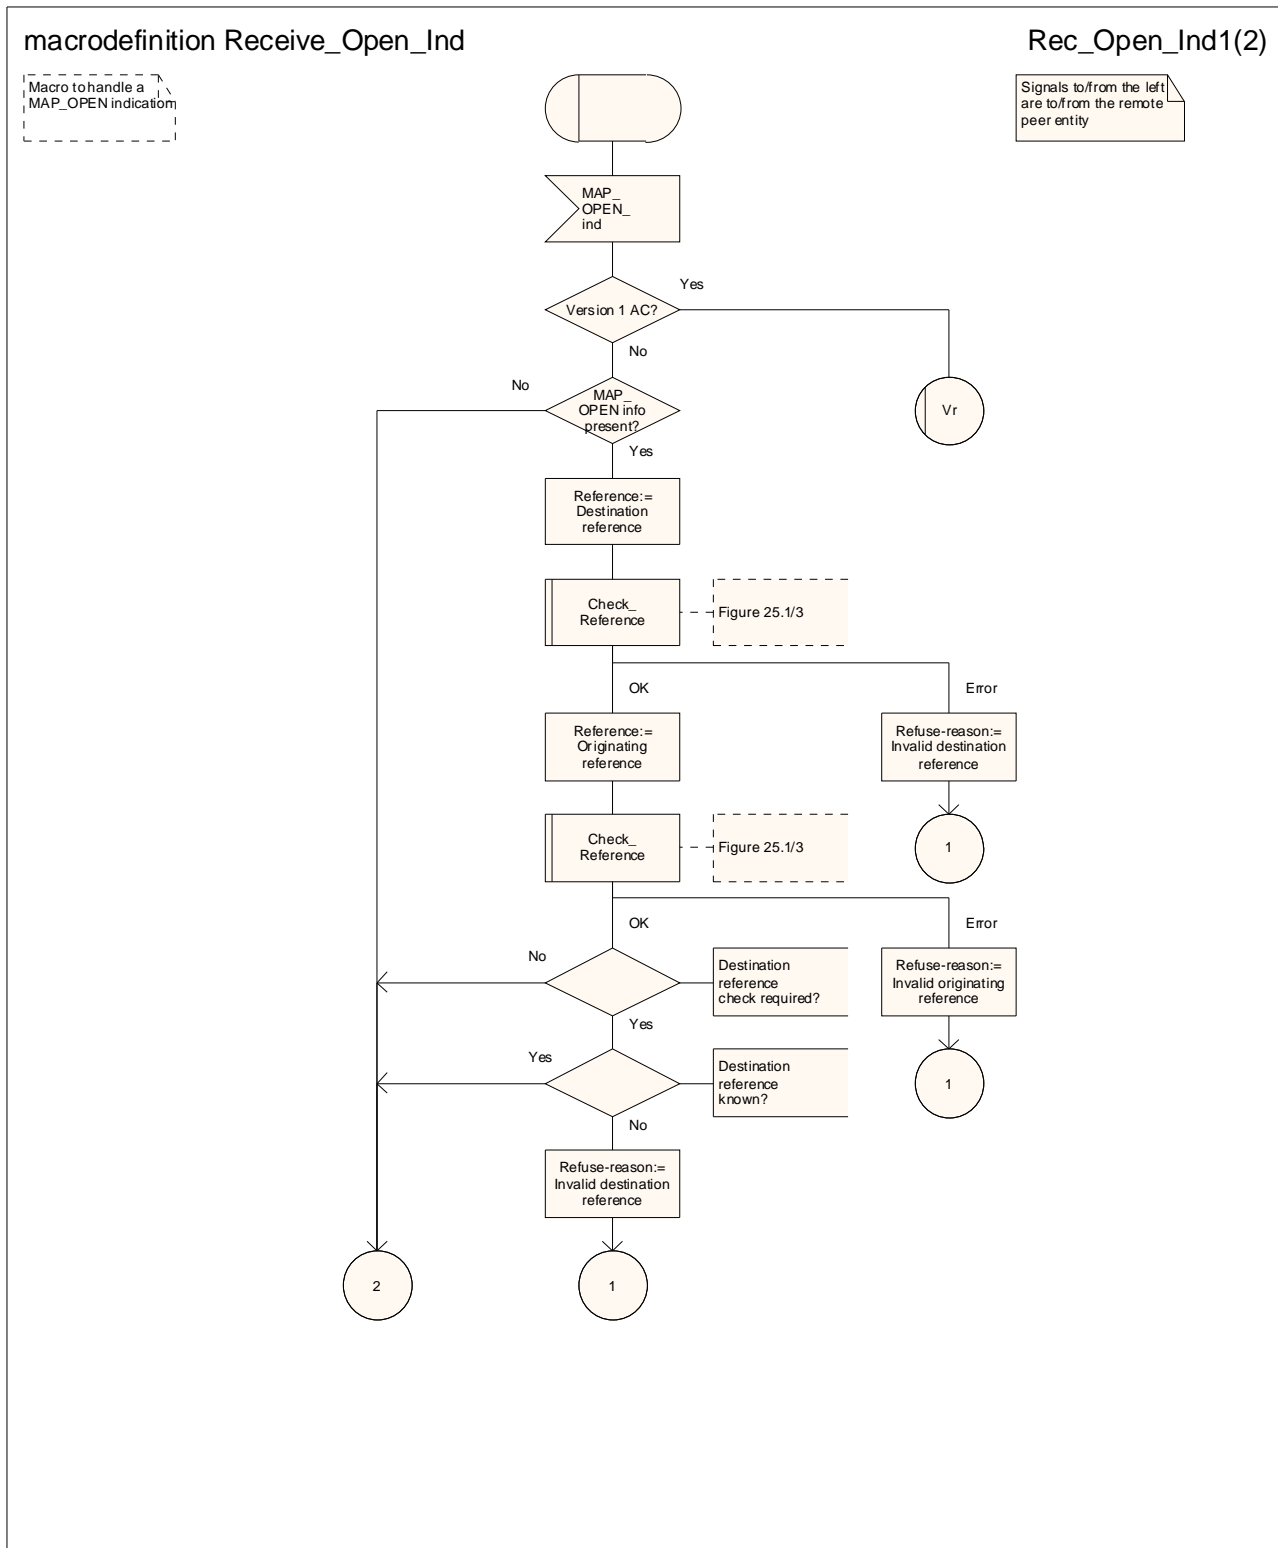 macrodefinition Receive_Open_Ind
Rec_Open_Ind1(2)
Macro to handle a
MAP_OPEN indication
Signals to/from the left
are to/from the remote
peer entity
MAP_
OPEN_
ind
Yes
Version 1 AC?
No
No
MAP_
OPEN info
present?
Vr
Yes
Reference:=
Destination
reference
Check_
Reference
Figure 25.1/3
OK
Error
Reference:=
Originating
reference
Refuse-reason:=
Invalid destination
reference
Check_
Reference
Figure 25.1/3
1
OK
Error
No
Destination
reference
check required?
Refuse-reason:=
Invalid originating
reference
Yes
Yes
Destination
reference
known?
1
No
Refuse-reason:=
Invalid destination
reference
2
1